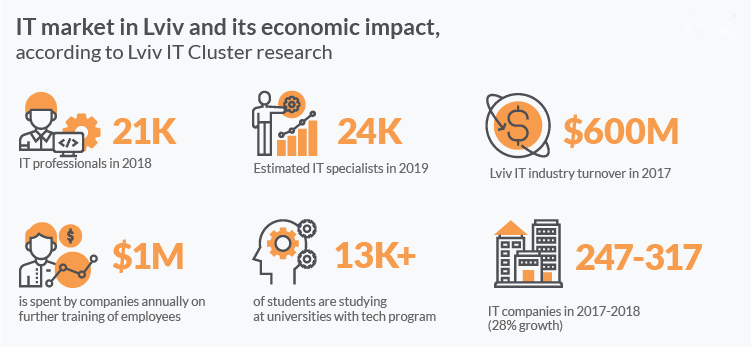 IT market in Lviv and its economic impact,
according to Lviv IT Cluster research
21K
IT professionals in 2018
24K
Estimated IT specialists in 2019
$600M
Lviv IT industry turnover in 2017
$1M
is spent by companies annually on
further training of employees
13K+
of students are studying
at universities with tech program
247-317
IT companies in 2017-2018
(28% growth)